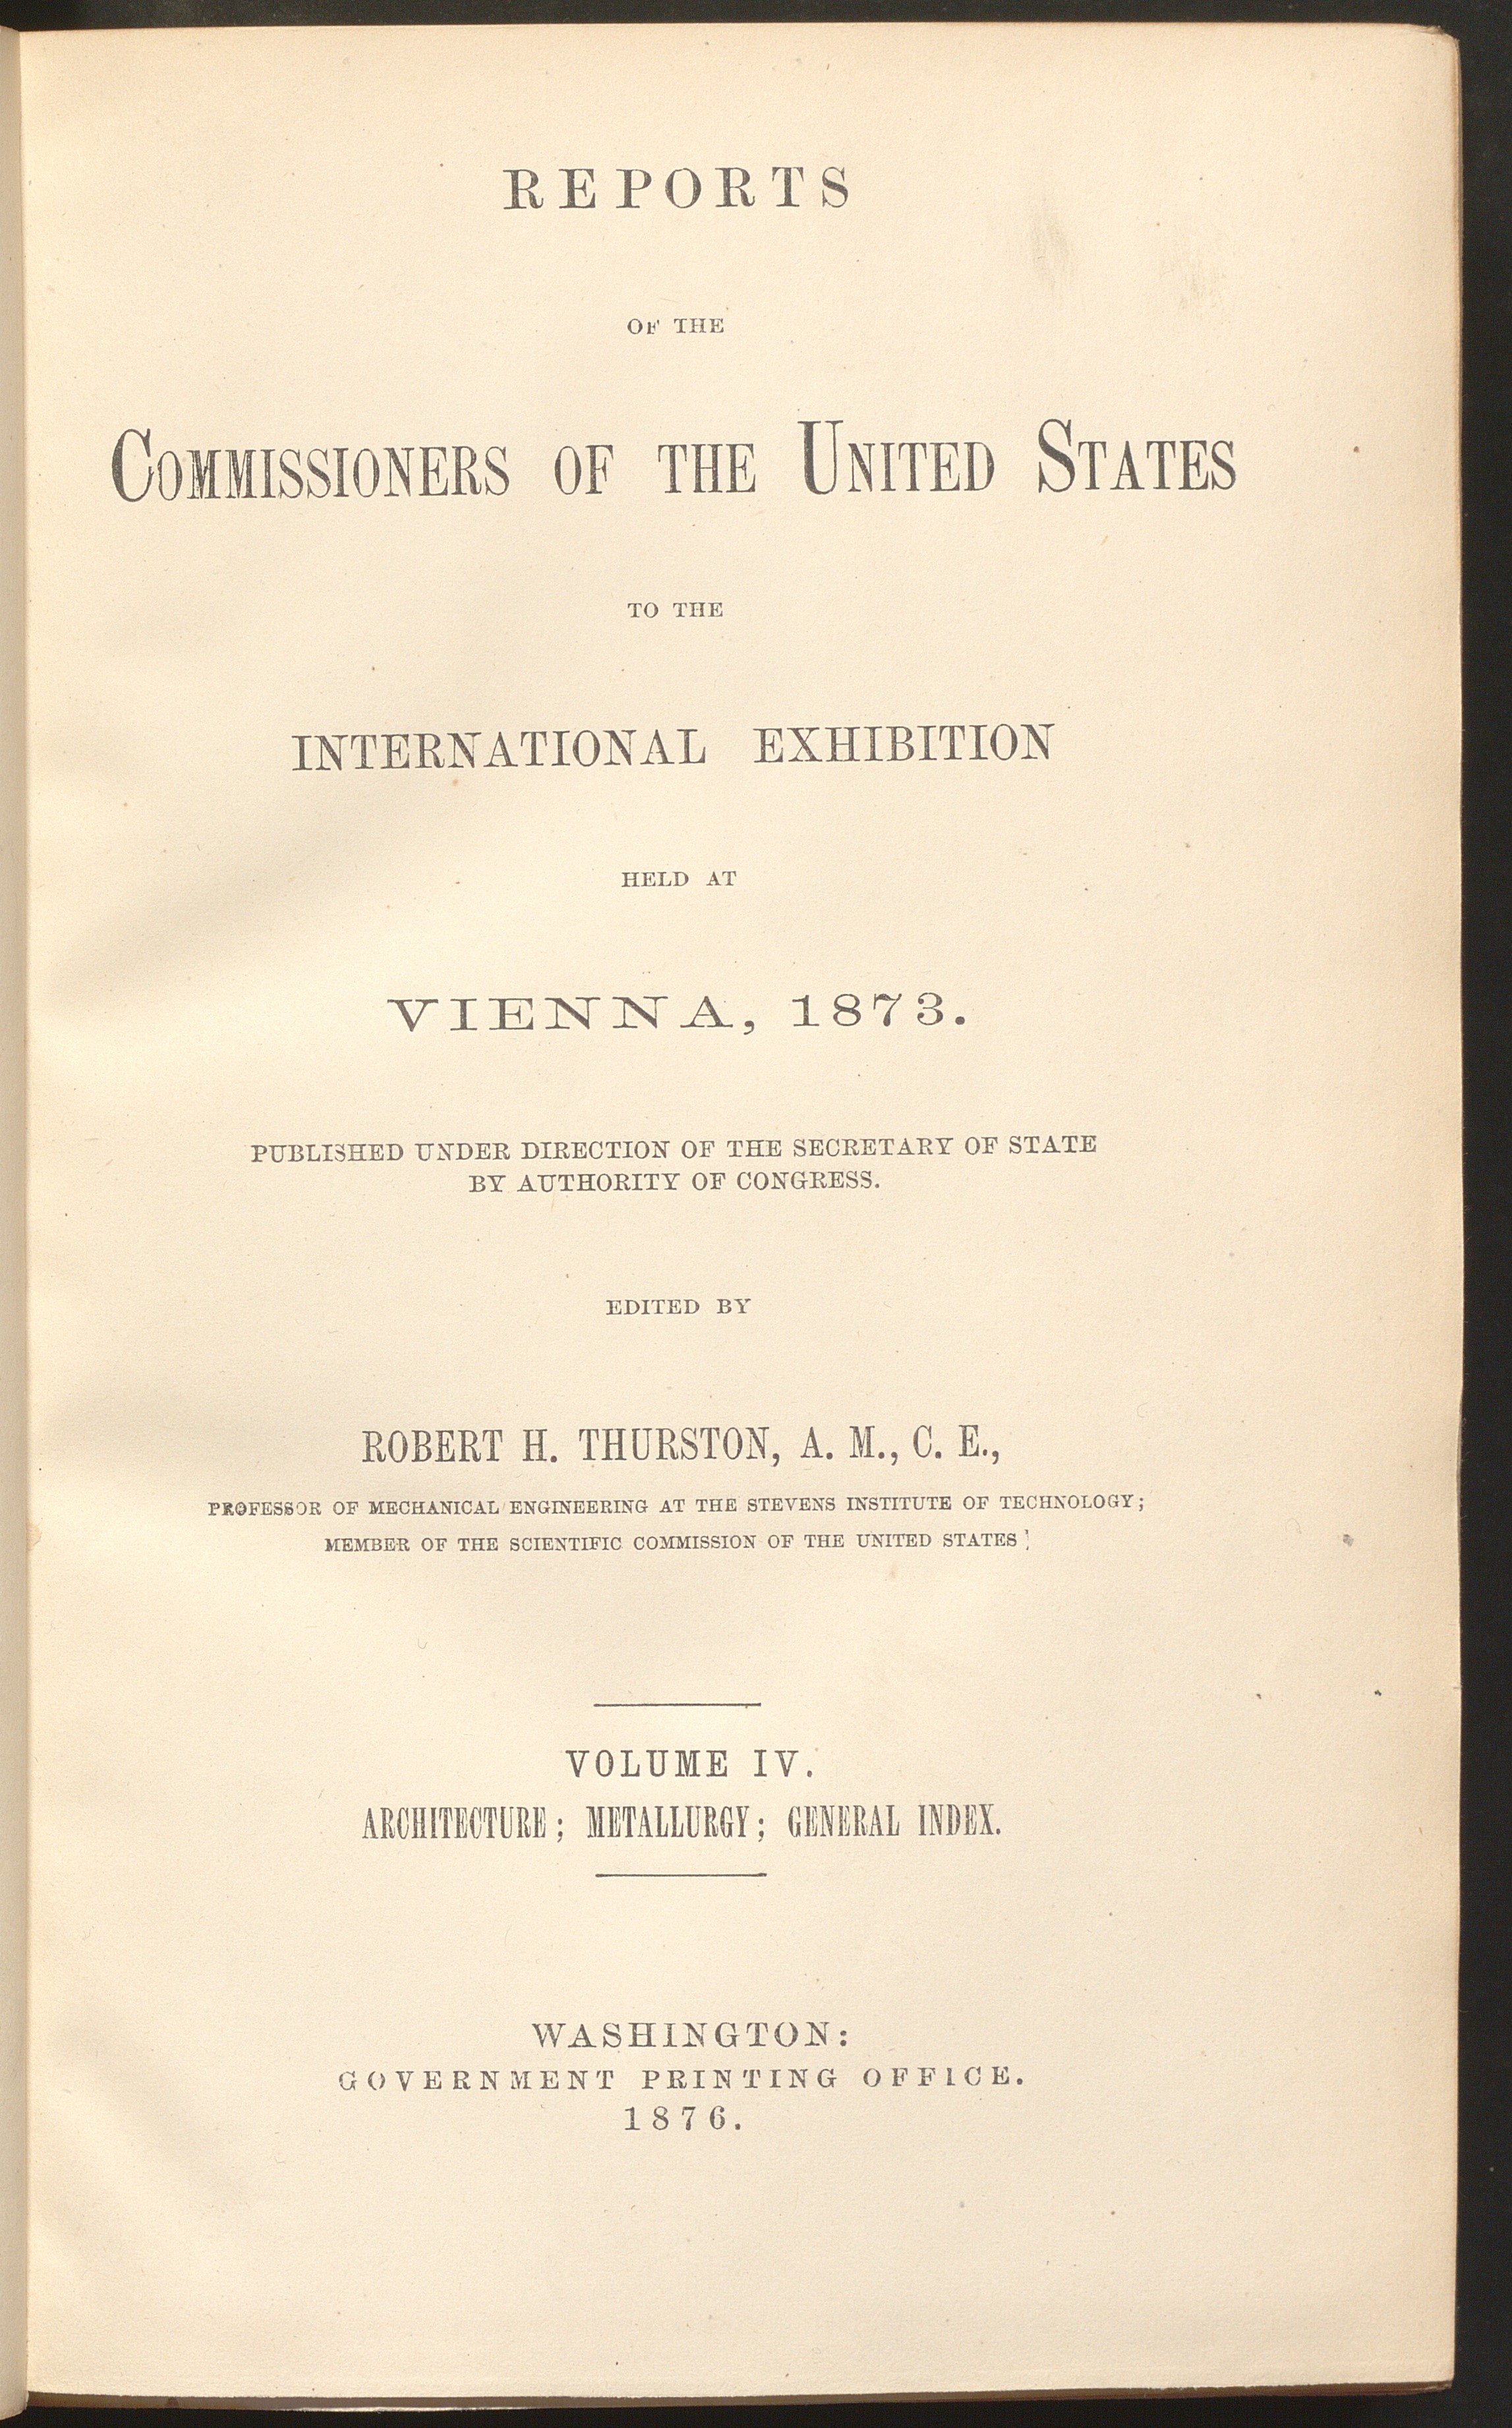 REPORTS
OF THE
COMMISSIONERS OF THE UNITED STATES
TO THE
INTERNATIONAL EXHIBITION
HELD AT
VIENNA, 1873.
PUBLISHED UNDER DIRECTION OF THE SECRETARY OF STATE
BY AUTHORITY OF CONGRESS.
EDITED BY
ROBERT H. THURSTON, A. M., C. E.,
PROFESSOR OF MECHANICAL ENGINEERING AT THE STEVENS INSTITUTE OF TECHNOLOGY;
MEMBER OF THE SCIENTIFIC COMMISSION OF THE UNITED STATES;
VOLUME IV.
ARCHITECTURE; METALLURGY; GENERAL INDEX.
WASHINGTON:
GOVERNMENT PRINTING OFFICE.
1876.